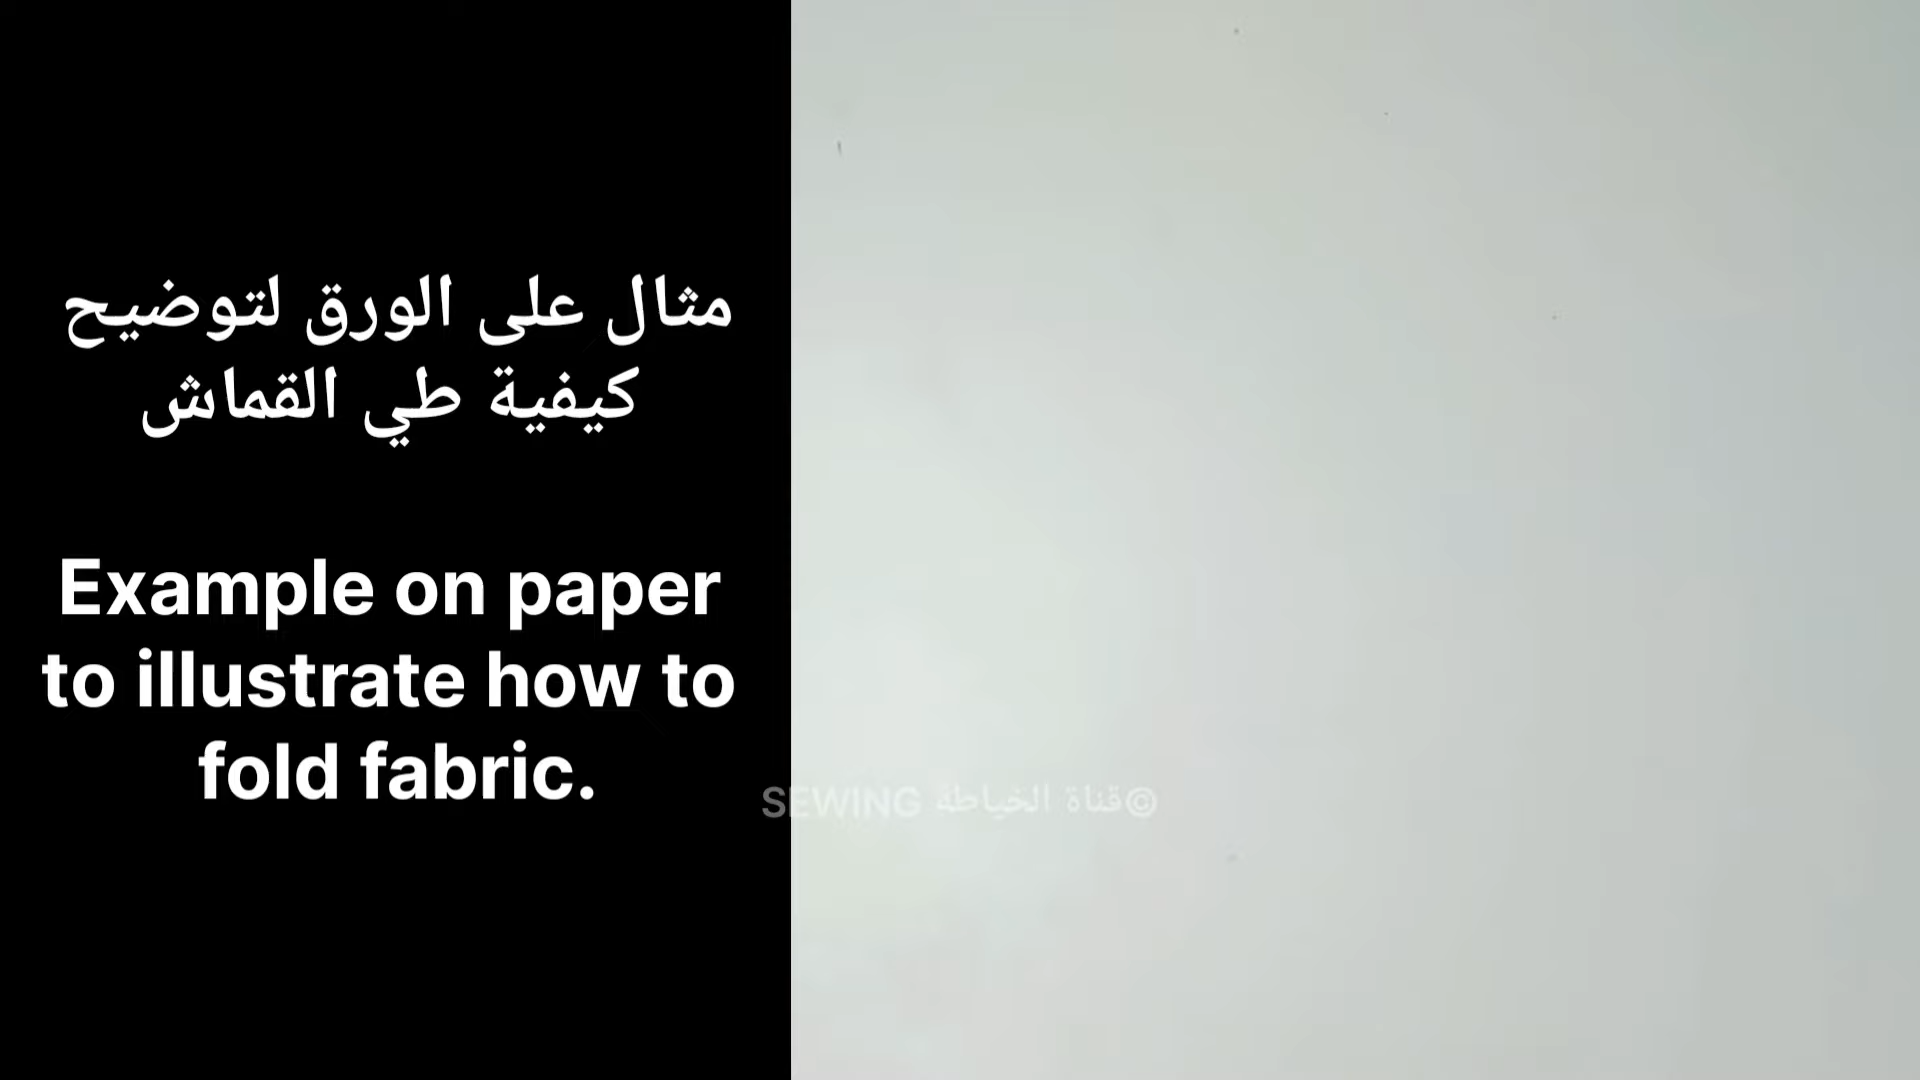 مثال على الورق لتوضيح
كيفية طي القماش
Example on paper
to illustrate how to
fold fabric.
SEWING قناة الخياطة©